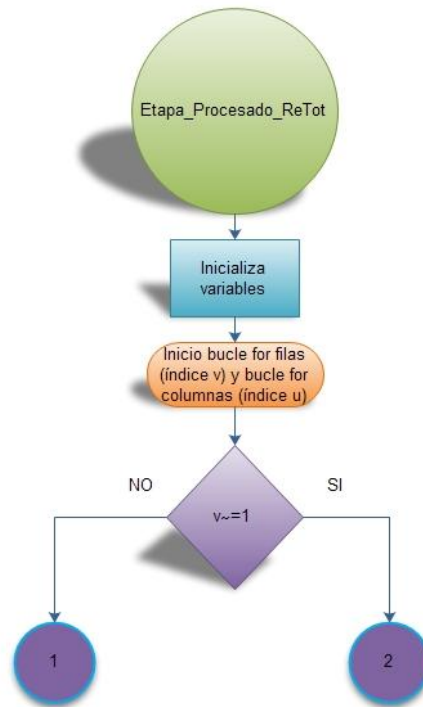 Etapa_Procesado_ReTot
Inicializa
variables
Inicio bucle for filas
(índice v) y bucle for
columnas (índice u)
NO
SI
v~=1
1
2